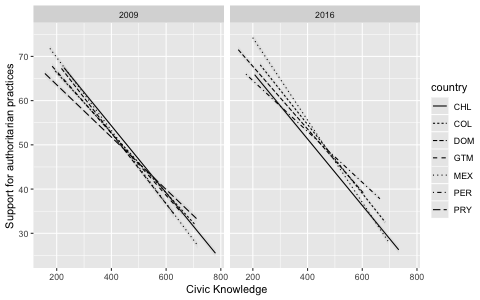 2009 2016
Support for authoritarian practices
70
60
50
40
30
200 400 600 800 200 400 600 800
Civic Knowledge
country
CHL
COL
DOM
GTM
MEX
PER
PRY